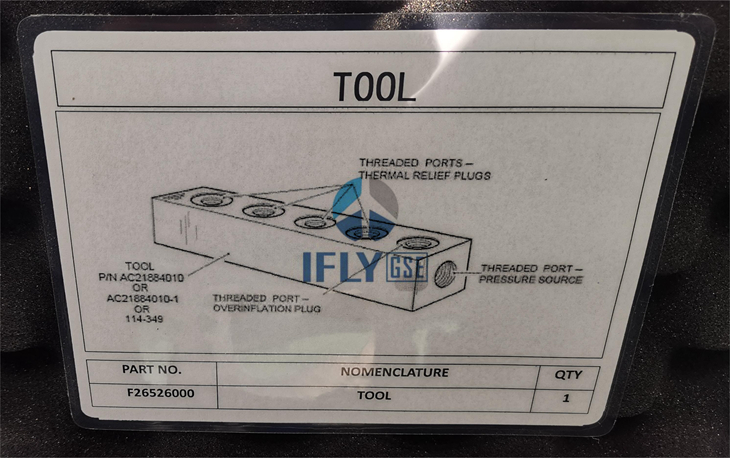 TOOL
THREADED PORTS –
THERMAL RELIEF PLUGS
IFLY GSE
TOOL
P/N AC21884010
OR
AC21884010-1
OR
114-349
THREADED PORT –
OVERINFLATION PLUG
THREADED PORT –
PRESSURE SOURCE
PART NO. NOMENCLATURE QTY
F26526000 TOOL 1